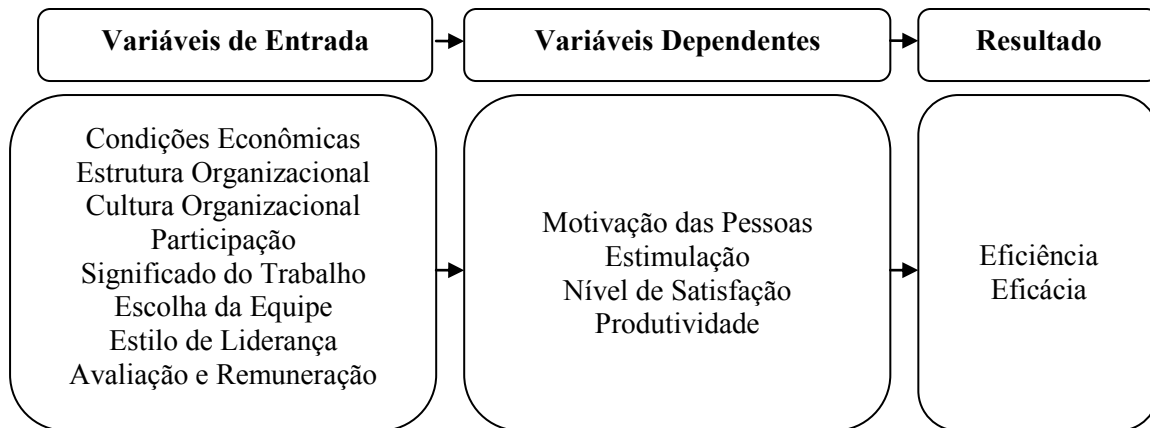 Variáveis de Entrada
Variáveis Dependentes
Resultado
Condições Econômicas
Estrutura Organizacional
Cultura Organizacional
Participação
Significado do Trabalho
Escolha da Equipe
Estilo de Liderança
Avaliação e Remuneração
Motivação das Pessoas
Estimulação
Nível de Satisfação
Produtividade
Eficiência
Eficácia